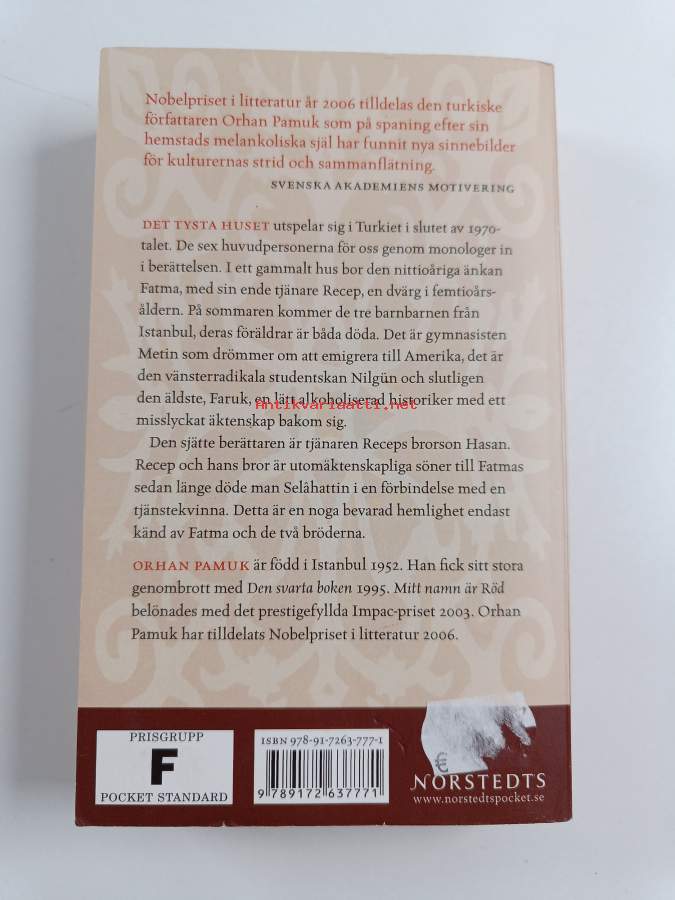 Nobelpriset i litteratur år 2006 tilldelas den turkiske
författaren Orhan Pamuk som på spaning efter sin
hemstads melankoliska själ har funnit nya sinnebilder
för kulturernas strid och sammanflätning.
SVENSKA AKADEMIENS MOTIVERING
DET TYSTA HUSET utspelar sig i Turkiet i slutet av 1970-
talet. De sex huvudpersonerna för oss genom monologer in
i berättelsen. I ett gammalt hus bor den nittioåriga änkan
Fatma, med sin ende tjänare Recep, en dvärg i femtioårs-
åldern. På sommaren kommer de tre barnbarnen från
Istanbul, deras föräldrar är båda döda. Det är gymnasisten
Metin som drömmer om att emigrera till Amerika, det är
den vänsterradikala studentskan Nilgün och slutligen
den äldste, Faruk, en lätt alkoholiserad historiker med ett
Antikvariaatti.net
misslyckat äktenskap bakom sig.
Den sjätte berättaren är tjänaren Receps brorson Hasan.
Recep och hans bror är utomäktenskapliga söner till Fatmas
sedan länge döde man Selâhattin i en förbindelse med en
tjänstekvinna. Detta är en noga bevarad hemlighet endast
känd av Fatma och de två bröderna.
ORHAN PAMUK är född i Istanbul 1952. Han fick sitt stora
genombrott med Den svarta boken 1995. Mitt namn är Röd
belönades med det prestigefyllda Impac-priset 2003. Orhan
Pamuk har tilldelats Nobelpriset i litteratur 2006.
PRISGRUPP
F
POCKET STANDARD
ISBN 978-91-7263-777-1
9 789172 637771
NORSTEDTS
www.norstedtspocket.se